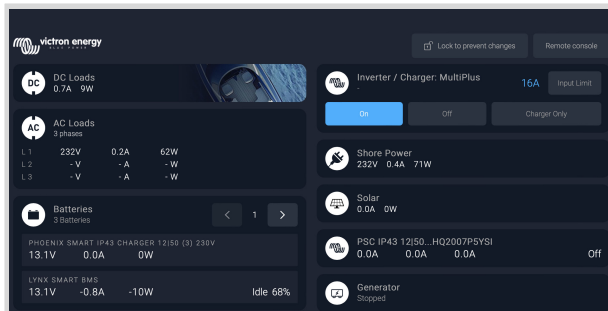 victron energy
BLUE POWER
Lock to prevent changes
Remote console
DC
DC Loads
0.7A 9W
AC
AC Loads
3 phases
L1 232V 0.2A 62W
L2 - V - A - W
L3 - V - A - W
Batteries
3 Batteries
1
PHOENIX SMART IP43 CHARGER 12|50 (3) 230V
13.1V 0.0A 0W
LYNX SMART BMS
13.1V -0.8A -10W Idle 68%
Inverter / Charger: MultiPlus
-
16A
Input Limit
On
Off
Charger Only
Shore Power
232V 0.4A 71W
Solar
0.0A 0W
PSC IP43 12|50...HQ2007P5YSI
0.0A 0.0A 0.0A Off
Generator
Stopped